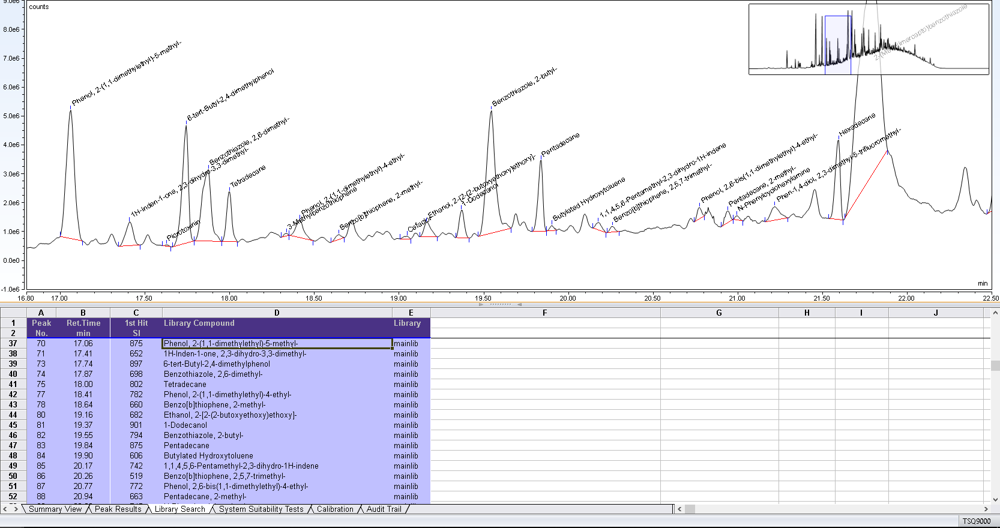 counts
9.0e6
8.0e6
7.0e6
6.0e6
5.0e6
4.0e6
3.0e6
2.0e6
1.0e6
0.0e0
-1.0e6
Phenol, 2-(1,1-dimethylethyl)-5-methyl-
1H-Inden-1-one, 2,3-dihydro-3,3-dimethyl-
Picrotoxinin
6-tert-Butyl-2,4-dimethylphenol
Benzothiazole, 2,6-dimethyl-
Tetradecane
3-Methylbenzothiophene
Phenol, 2-(1,1-dimethylethyl)-4-ethyl-
Benzo[b]thiophene, 2-methyl-
Cefaclor
Ethanol, 2-[2-(2-butoxyethoxy)ethoxy]-
1-Dodecanol
Benzothiazole, 2-butyl-
Pentadecane
Butylated Hydroxytoluene
1,1,4,5,6-Pentamethyl-2,3-dihydro-1H-indene
Benzo[b]thiophene, 2,5,7-trimethyl-
Phenol, 2,6-bis(1,1-dimethylethyl)-4-ethyl-
Pentadecane, 2-methyl-
N-Phenylcyclohexylamine
Phen-1,4-diol, 2,3-dimethyl-5-trifluoromethyl-
Hexadecane
min
16.80 17.00 17.50 18.00 18.50 19.00 19.50 20.00 20.50 21.00 21.50 22.00 22.50
A B C D E F G H I J
1 Peak Ret.Time 1st Hit Library Compound Library
2 No. min SI
37 70 17.06 875 Phenol, 2-(1,1-dimethylethyl)-5-methyl- mainlib
38 71 17.41 652 1H-Inden-1-one, 2,3-dihydro-3,3-dimethyl- mainlib
39 73 17.74 897 6-tert-Butyl-2,4-dimethylphenol mainlib
40 74 17.87 698 Benzothiazole, 2,6-dimethyl- mainlib
41 75 18.00 802 Tetradecane mainlib
42 77 18.41 782 Phenol, 2-(1,1-dimethylethyl)-4-ethyl- mainlib
43 78 18.64 660 Benzo[b]thiophene, 2-methyl- mainlib
44 80 19.16 682 Ethanol, 2-[2-(2-butoxyethoxy)ethoxy]- mainlib
45 81 19.37 901 1-Dodecanol mainlib
46 82 19.55 794 Benzothiazole, 2-butyl- mainlib
47 83 19.84 875 Pentadecane mainlib
48 84 19.90 606 Butylated Hydroxytoluene mainlib
49 85 20.17 742 1,1,4,5,6-Pentamethyl-2,3-dihydro-1H-indene mainlib
50 86 20.26 519 Benzo[b]thiophene, 2,5,7-trimethyl- mainlib
51 87 20.77 772 Phenol, 2,6-bis(1,1-dimethylethyl)-4-ethyl- mainlib
52 88 20.94 663 Pentadecane, 2-methyl- mainlib
Summary View Peak Results Library Search System Suitability Tests Calibration Audit Trail
TSQ9000